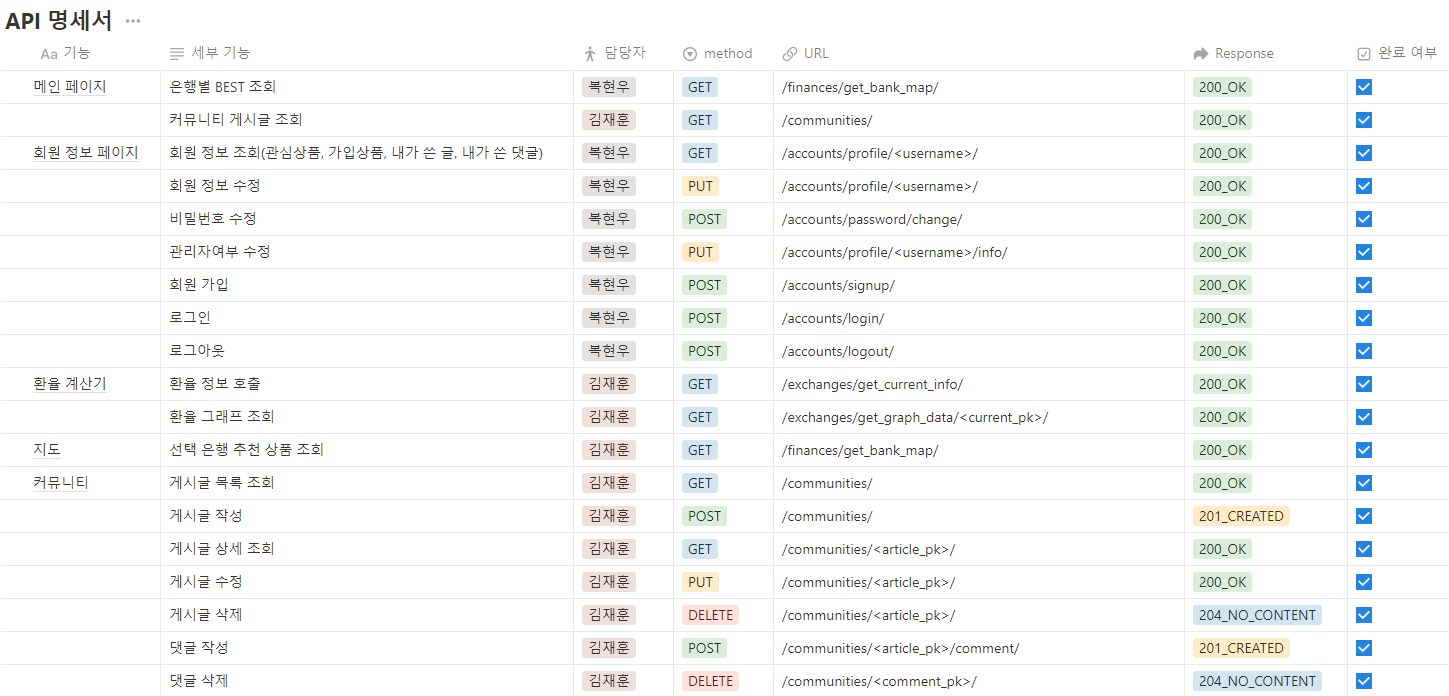 API 명세서 ...
Aa 기능 세부 기능 담당자 method URL Response 완료 여부
메인 페이지 은행별 BEST 조회 복현우 GET /finances/get_bank_map/ 200_OK
커뮤니티 게시글 조회 김재훈 GET /communities/ 200_OK
회원 정보 페이지 회원 정보 조회(관심상품, 가입상품, 내가 쓴 글, 내가 쓴 댓글) 복현우 GET /accounts/profile/<username>/ 200_OK
회원 정보 수정 복현우 PUT /accounts/profile/<username>/ 200_OK
비밀번호 수정 복현우 POST /accounts/password/change/ 200_OK
관리자여부 수정 복현우 PUT /accounts/profile/<username>/info/ 200_OK
회원 가입 복현우 POST /accounts/signup/ 200_OK
로그인 복현우 POST /accounts/login/ 200_OK
로그아웃 복현우 POST /accounts/logout/ 200_OK
환율 계산기 환율 정보 호출 김재훈 GET /exchanges/get_current_info/ 200_OK
환율 그래프 조회 김재훈 GET /exchanges/get_graph_data/<current_pk>/ 200_OK
지도 선택 은행 추천 상품 조회 김재훈 GET /finances/get_bank_map/ 200_OK
커뮤니티 게시글 목록 조회 김재훈 GET /communities/ 200_OK
게시글 작성 김재훈 POST /communities/ 201_CREATED
게시글 상세 조회 김재훈 GET /communities/<article_pk>/ 200_OK
게시글 수정 김재훈 PUT /communities/<article_pk>/ 200_OK
게시글 삭제 김재훈 DELETE /communities/<article_pk>/ 204_NO_CONTENT
댓글 작성 김재훈 POST /communities/<article_pk>/comment/ 201_CREATED
댓글 삭제 김재훈 DELETE /communities/<comment_pk>/ 204_NO_CONTENT